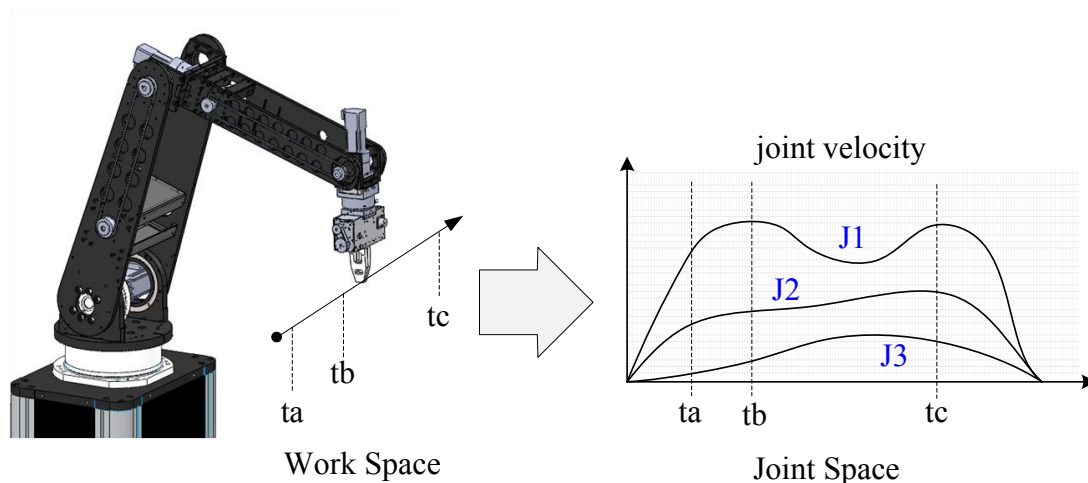 joint velocity
J1
J2
J3
ta
tb
tc
Work Space
ta
tb
tc
Joint Space